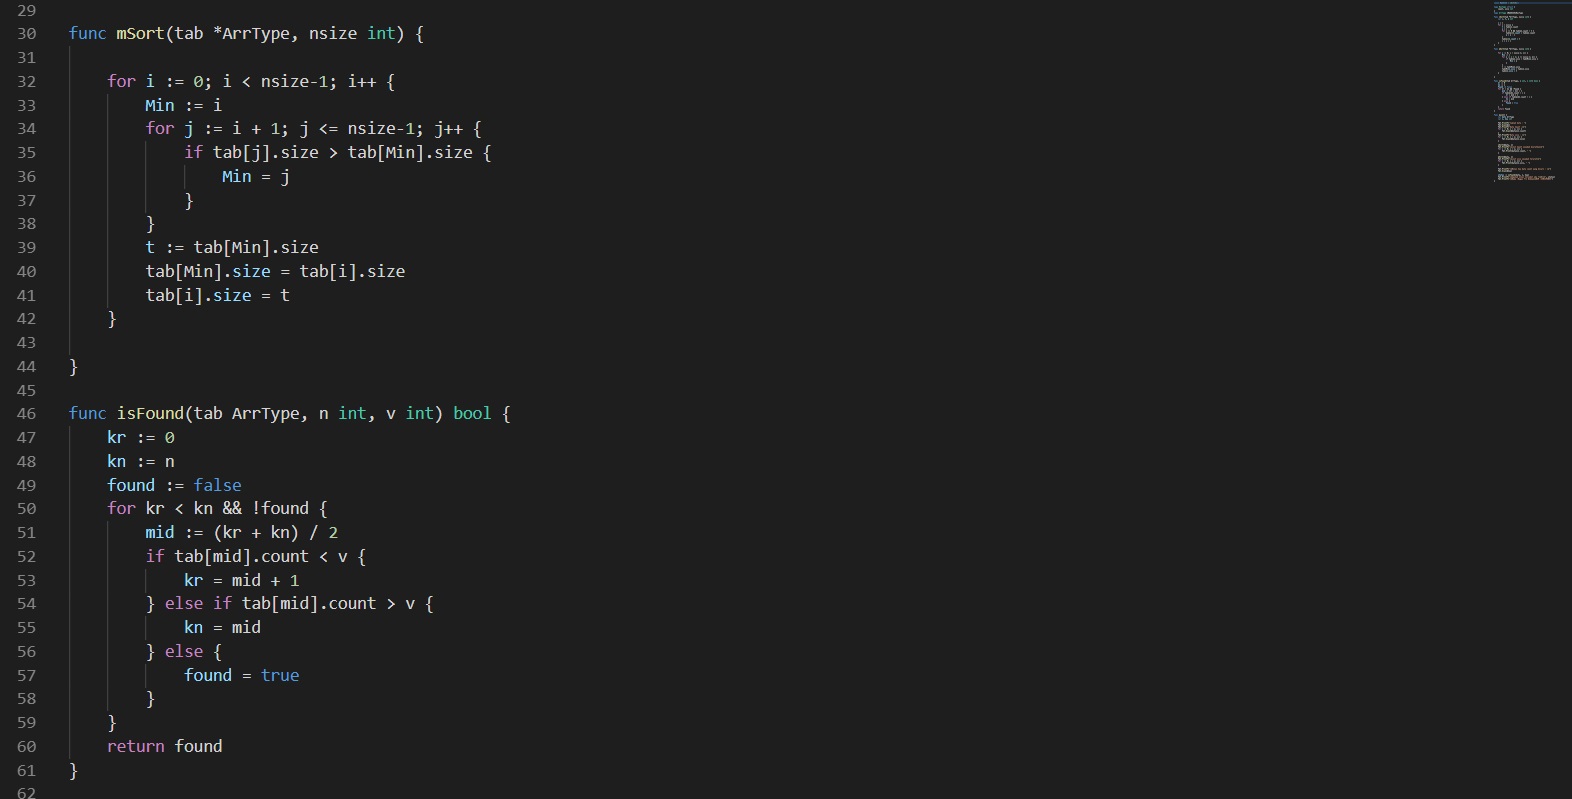 29
30 func mSort(tab *ArrType, nsize int) {
31
32     for i := 0; i < nsize-1; i++ {
33         Min := i
34         for j := i + 1; j <= nsize-1; j++ {
35             if tab[j].size > tab[Min].size {
36                 Min = j
37             }
38         }
39         t := tab[Min].size
40         tab[Min].size = tab[i].size
41         tab[i].size = t
42     }
43
44 }
45
46 func isFound(tab ArrType, n int, v int) bool {
47     kr := 0
48     kn := n
49     found := false
50     for kr < kn && !found {
51         mid := (kr + kn) / 2
52         if tab[mid].count < v {
53             kr = mid + 1
54         } else if tab[mid].count > v {
55             kn = mid
56         } else {
57             found = true
58         }
59     }
60     return found
61 }
62